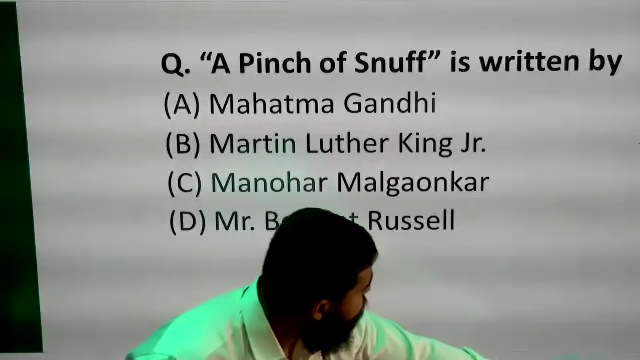 Q. “A Pinch of Snuff” is written by
(A) Mahatma Gandhi
(B) Martin Luther King Jr.
(C) Manohar Malgaonkar
(D) Mr. Russell